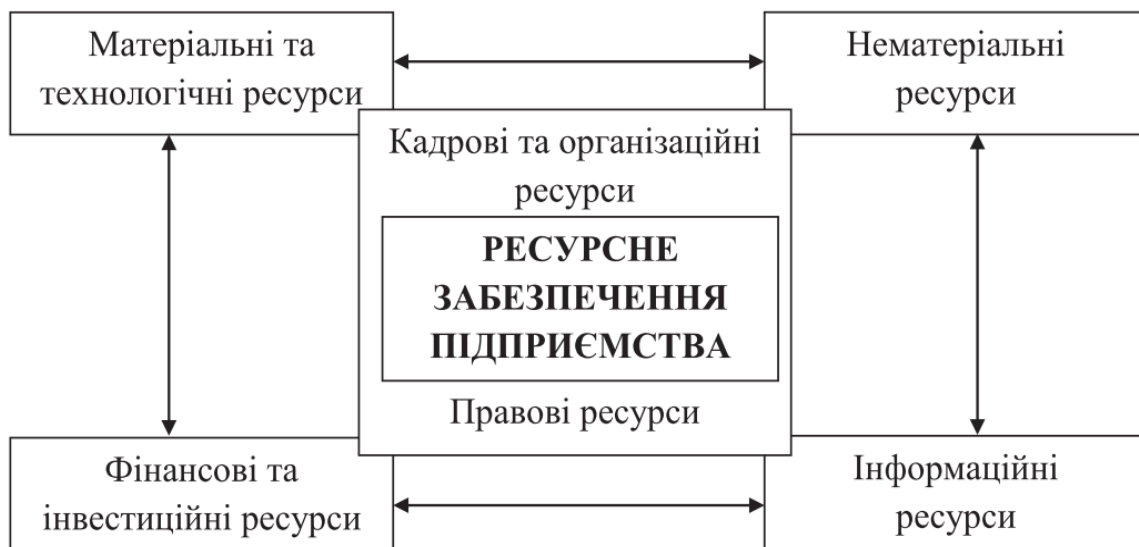 Матеріальні та
технологічні ресурси
Нематеріальні
ресурси
Кадрові та організаційні
ресурси
РЕСУРСНЕ
ЗАБЕЗПЕЧЕННЯ
ПІДПРИЄМСТВА
Правові ресурси
Фінансові та
інвестиційні ресурси
Інформаційні
ресурси